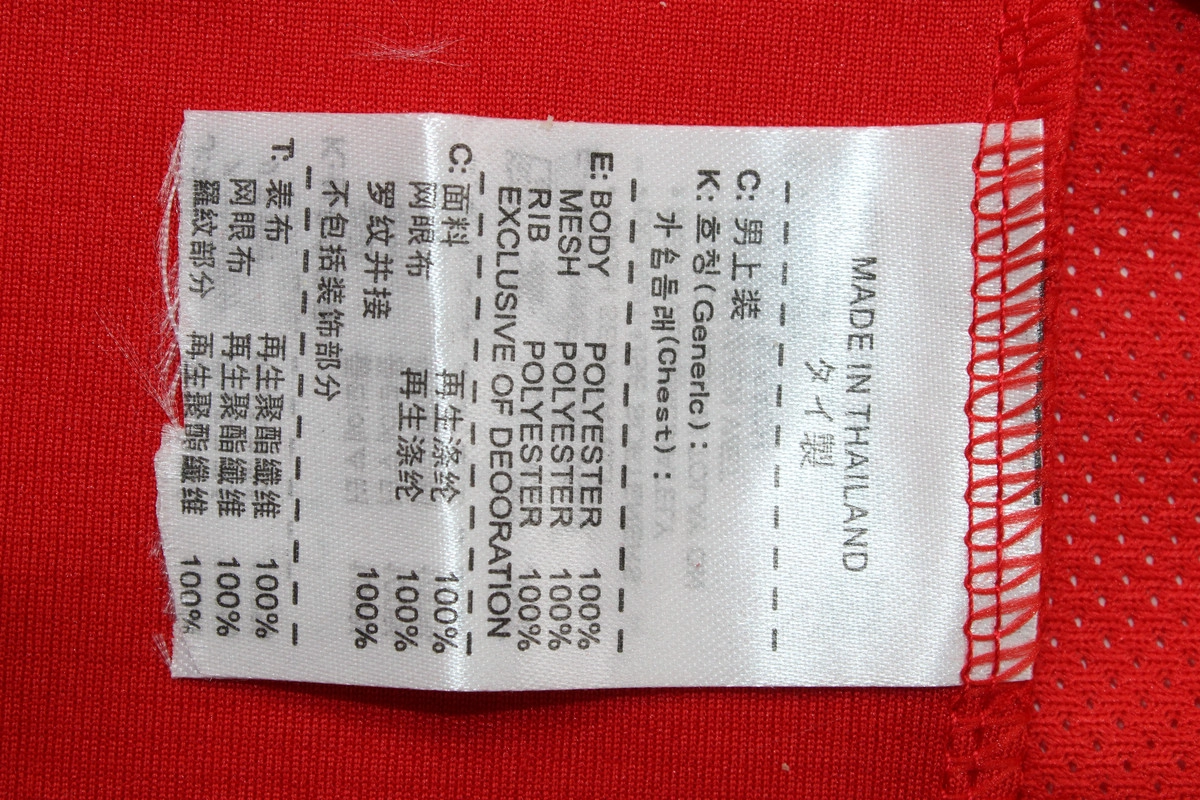 MADE IN THAILAND
タイ製
C: 男上装
K: 호칭(Generic):
가슴둘레(Chest):
E: BODY POLYESTER 100%
MESH POLYESTER 100%
RIB POLYESTER 100%
EXCLUSIVE OF DEOORATION
C: 面料 再生涤纶 100%
网眼布 再生涤纶 100%
罗纹并接 100%
不包括装饰部分
T: 表布 再生聚酯纖维 100%
网眼布 再生聚酯纖维 100%
羅紋部分 再生聚酯纖维 100%